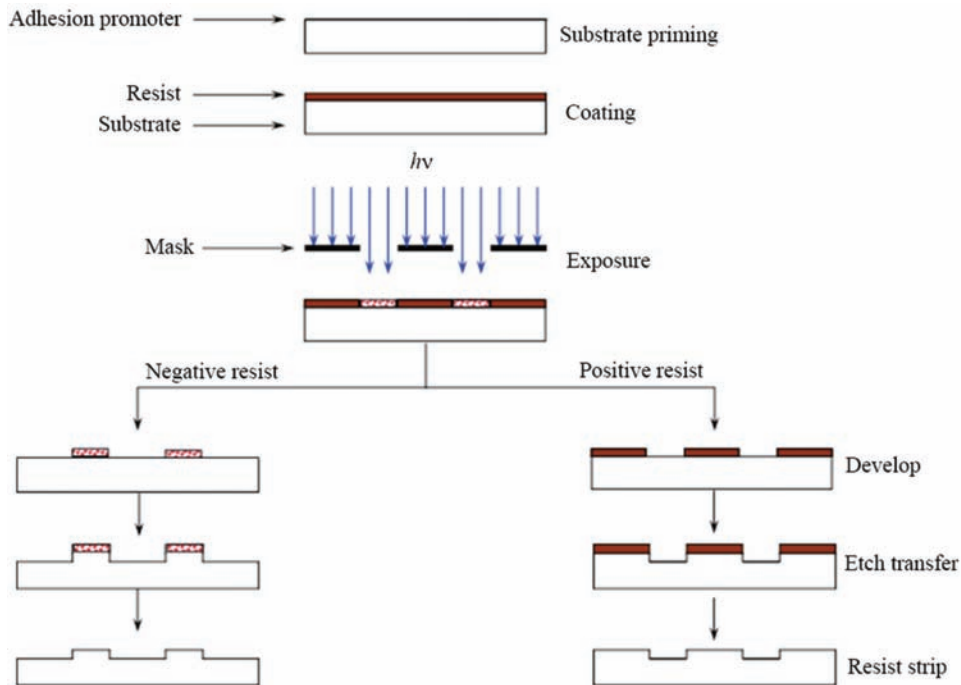 Adhesion promoter
Substrate priming
Resist
Substrate
Coating
hν
Mask
Exposure
Negative resist
Positive resist
Develop
Etch transfer
Resist strip